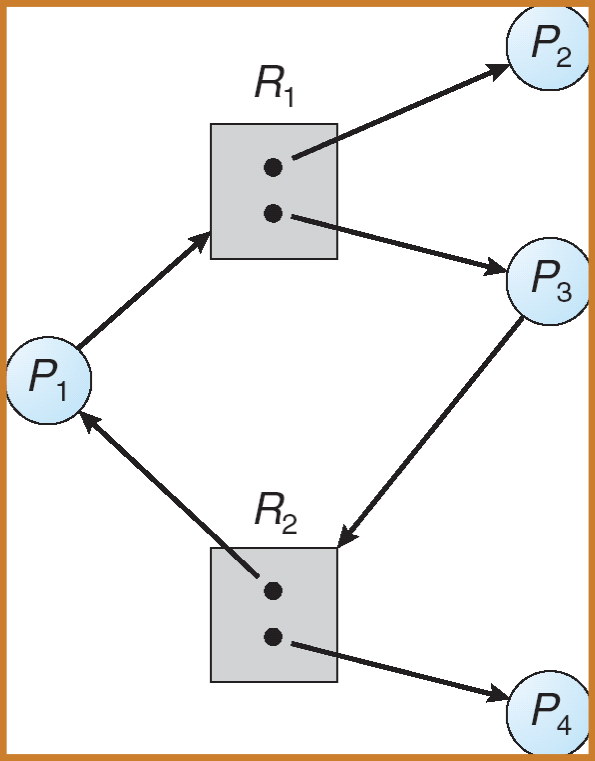 P₂
R₁
P₃
P₁
R₂
P₄